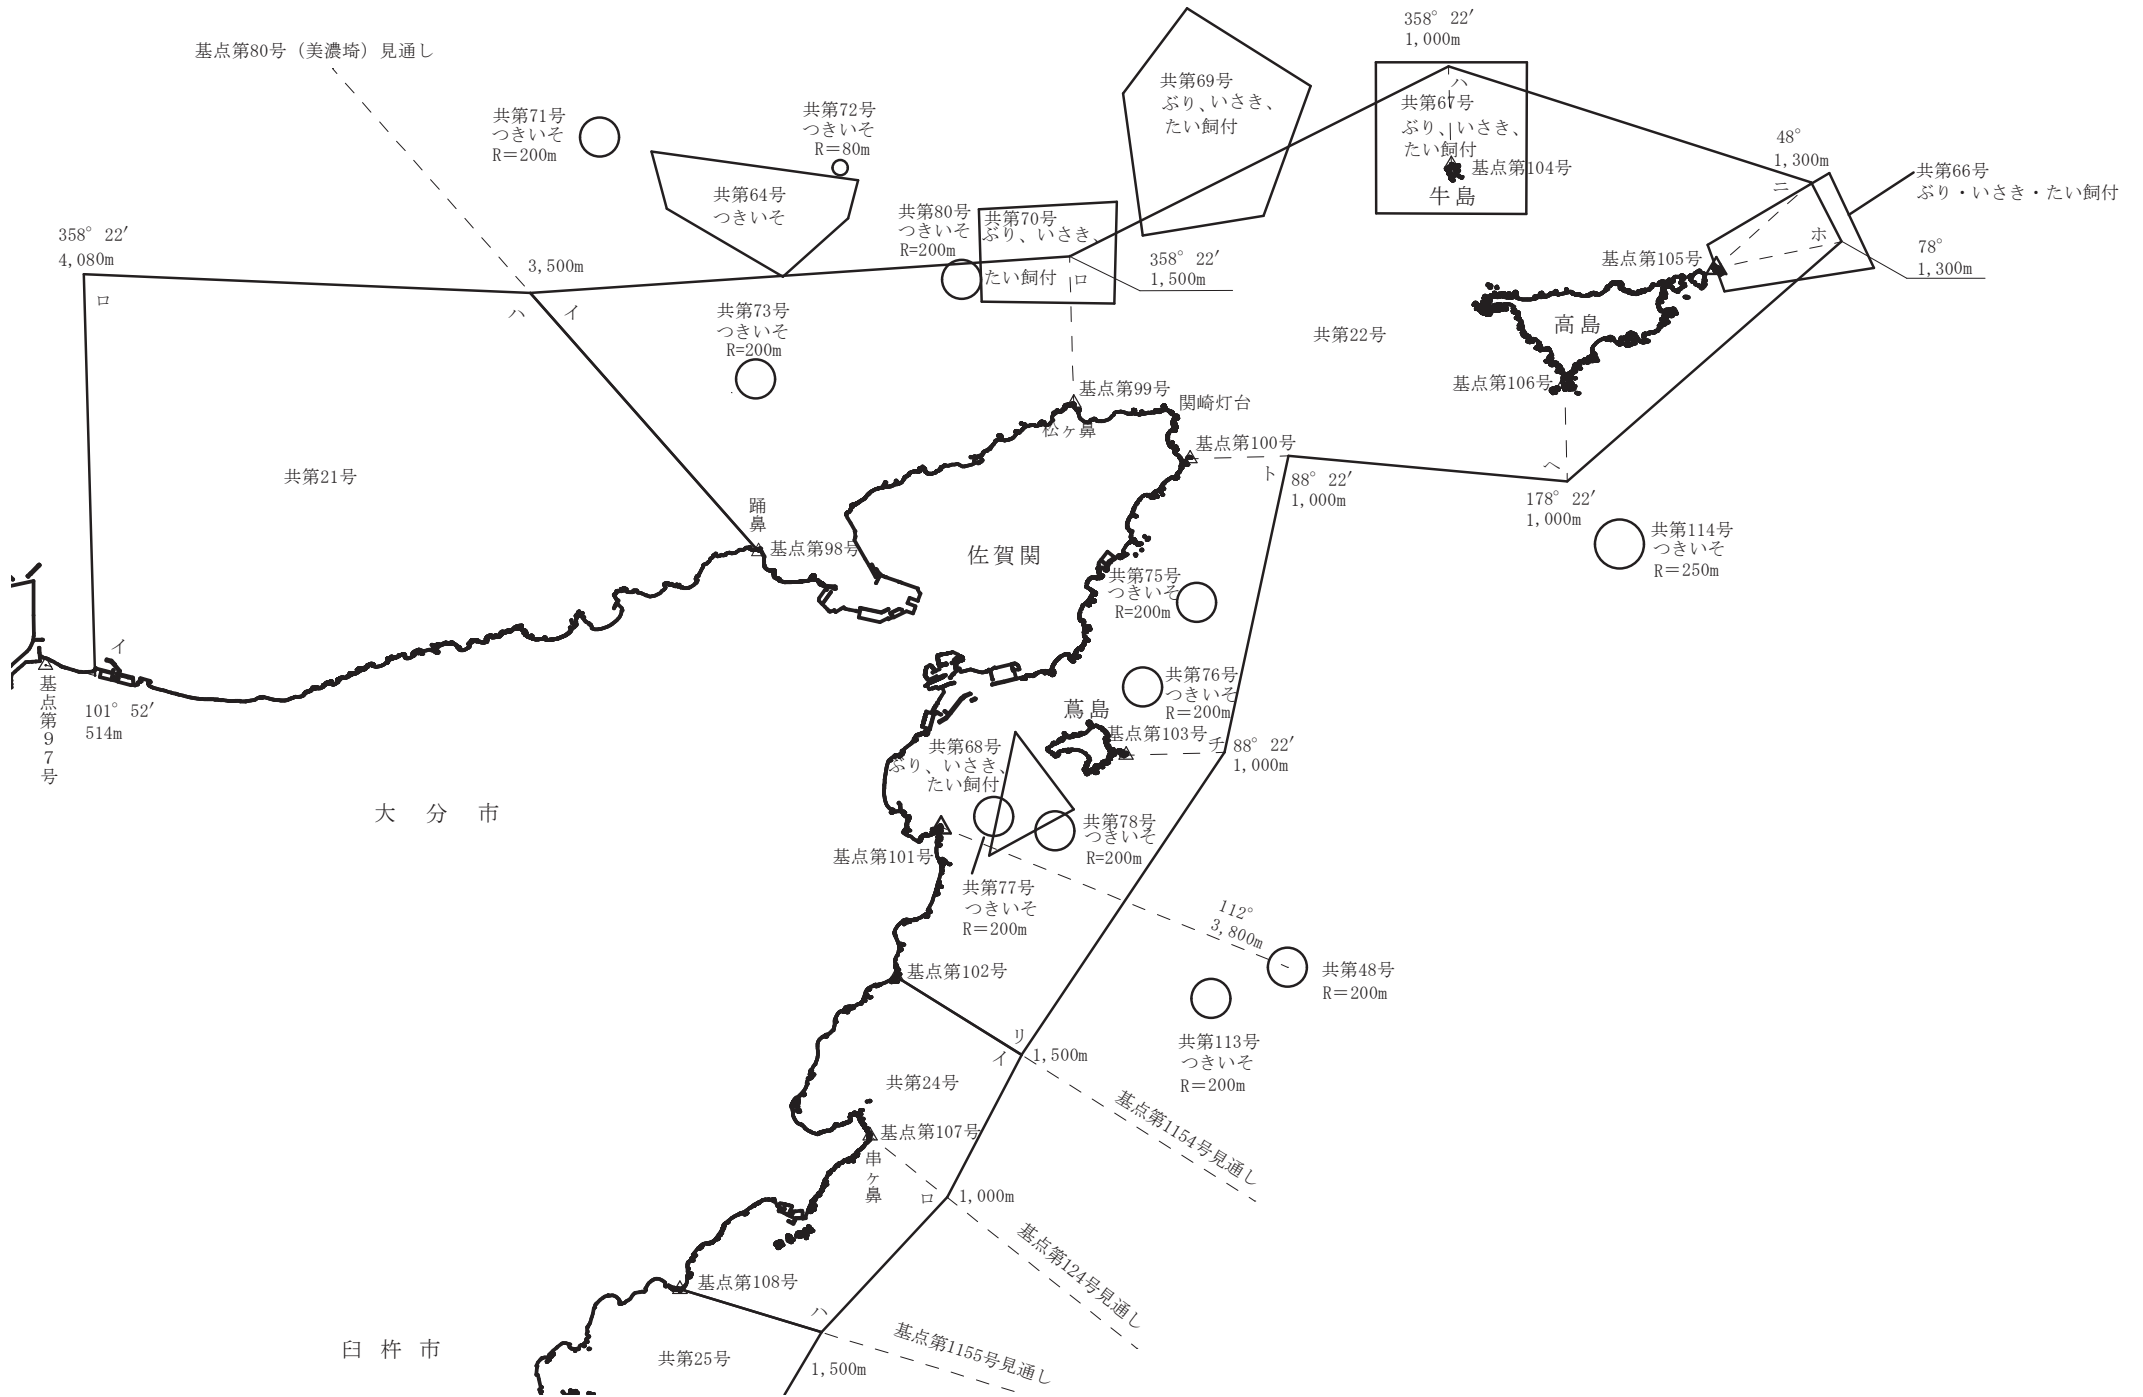 358° 22′
1,000m
基点第80号（美濃埼）見通し
共第69号
ぶり、いさき、
たい飼付
共第71号
つきいそ
R＝200m
共第72号
つきいそ
R＝80m
共第67号
ぶり、いさき、
たい飼付
ハ
基点第104号
牛島
48°
1,300m
ニ
共第66号
ぶり・いさき・たい飼付
共第64号
つきいそ
共第80号
つきいそ
R=200m
共第70号
ぶり、いさき、
たい飼付
ロ
358° 22′
1,500m
358° 22′
4,080m
ロ
3,500m
ハ
イ
ホ
78°
1,300m
基点第105号
共第73号
つきいそ
R=200m
共第22号
高島
基点第106号
基点第99号
松ヶ鼻
関崎灯台
基点第100号
ト
88° 22′
1,000m
ヘ
178° 22′
1,000m
共第21号
踊鼻
基点第98号
佐賀関
共第114号
つきいそ
R＝250m
共第75号
つきいそ
R=200m
イ
基点第97号
101° 52′
514m
共第76号
つきいそ
R＝200m
蔦島
基点第103号
チ
88° 22′
1,000m
共第68号
ぶり、いさき、
たい飼付
大分市
共第78号
つきいそ
R=200m
基点第101号
共第77号
つきいそ
R＝200m
112°
3,800m
共第48号
R＝200m
基点第102号
リ
イ
1,500m
共第113号
つきいそ
R＝200m
共第24号
基点第1154号見通し
基点第107号
串ヶ鼻
ロ
1,000m
基点第124号見通し
基点第108号
ハ
基点第1155号見通し
臼杵市
共第25号
1,500m